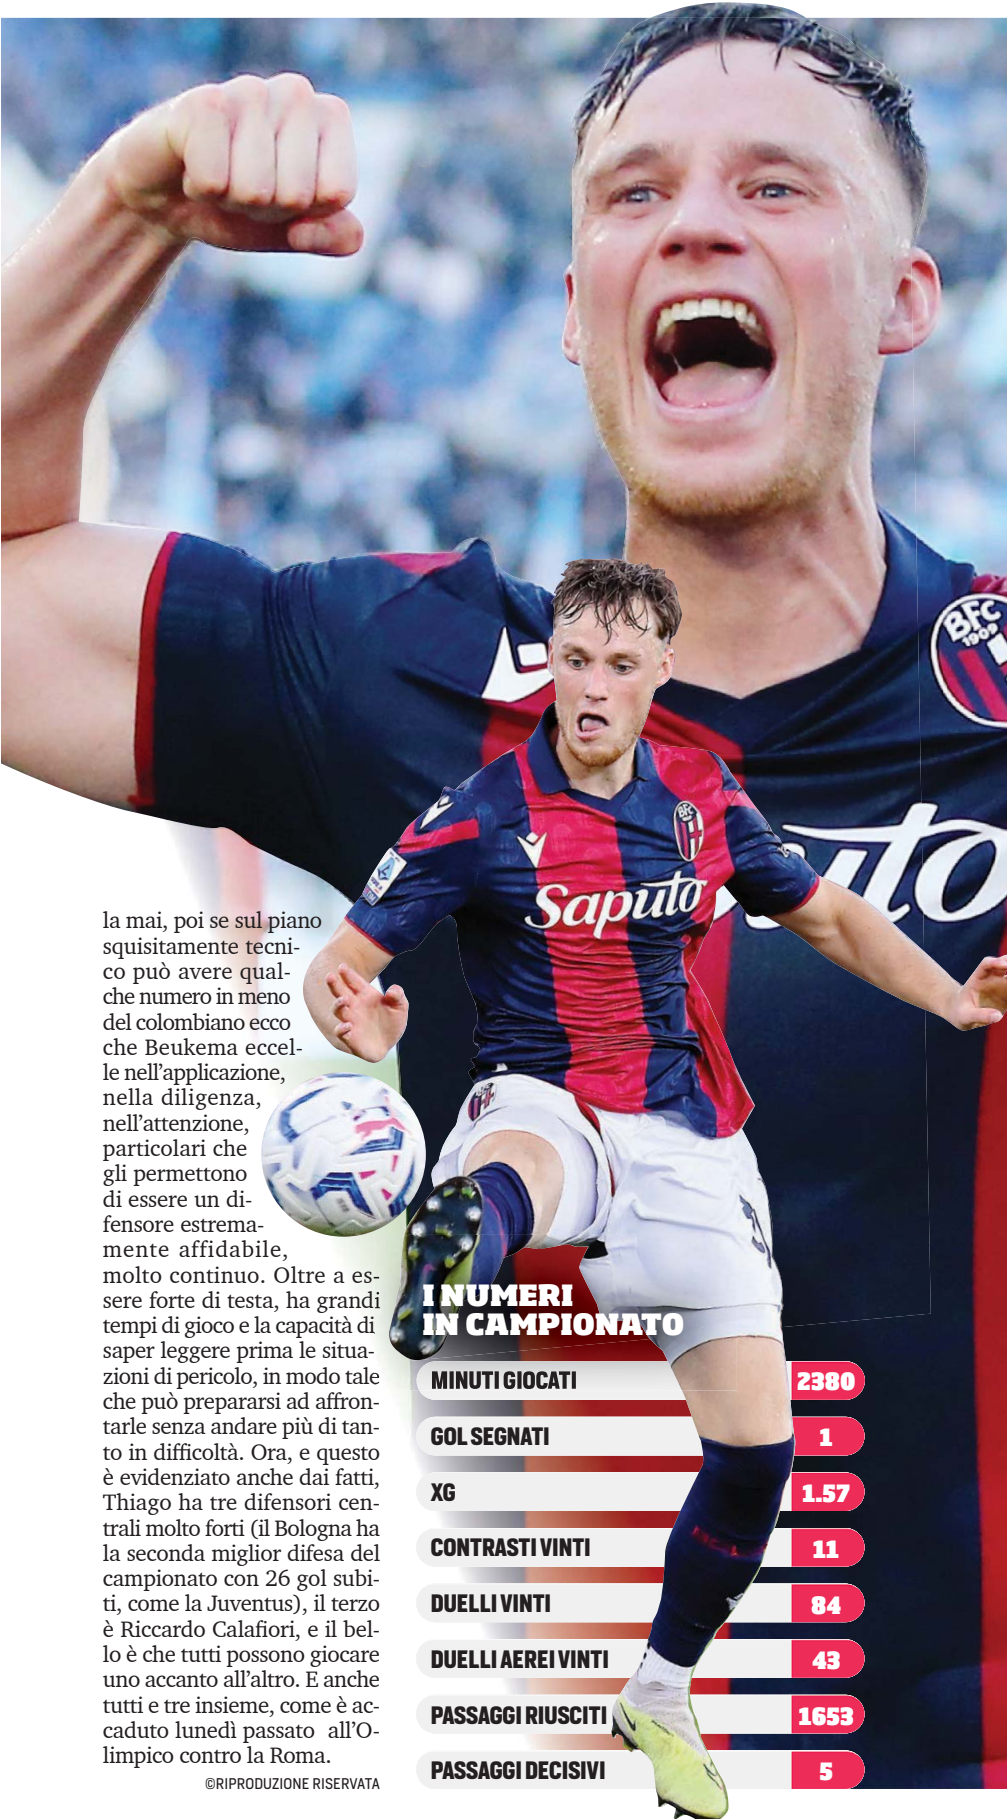 BFC
1909
BFC
Saputo
la mai, poi se sul piano
squisitamente tecni-
co può avere qual-
che numero in meno
del colombiano ecco
che Beukema eccel-
le nell'applicazione,
nella diligenza,
nell'attenzione,
particolari che
gli permettono
di essere un di-
fensore estrema-
mente affidabile,
molto continuo. Oltre a es-
sere forte di testa, ha grandi
tempi di gioco e la capacità di
saper leggere prima le situa-
zioni di pericolo, in modo tale
che può prepararsi ad affron-
tarle senza andare più di tan-
to in difficoltà. Ora, e questo
è evidenziato anche dai fatti,
Thiago ha tre difensori cen-
trali molto forti (il Bologna ha
la seconda miglior difesa del
campionato con 26 gol subi-
ti, come la Juventus), il terzo
è Riccardo Calafiori, e il bel-
lo è che tutti possono giocare
uno accanto all'altro. E anche
tutti e tre insieme, come è ac-
caduto lunedì passato all'O-
limpico contro la Roma.
©RIPRODUZIONE RISERVATA
I NUMERI
IN CAMPIONATO
MINUTI GIOCATI 2380
GOL SEGNATI 1
XG 1.57
CONTRASTI VINTI 11
DUELLI VINTI 84
DUELLI AEREI VINTI 43
PASSAGGI RIUSCITI 1653
PASSAGGI DECISIVI 5